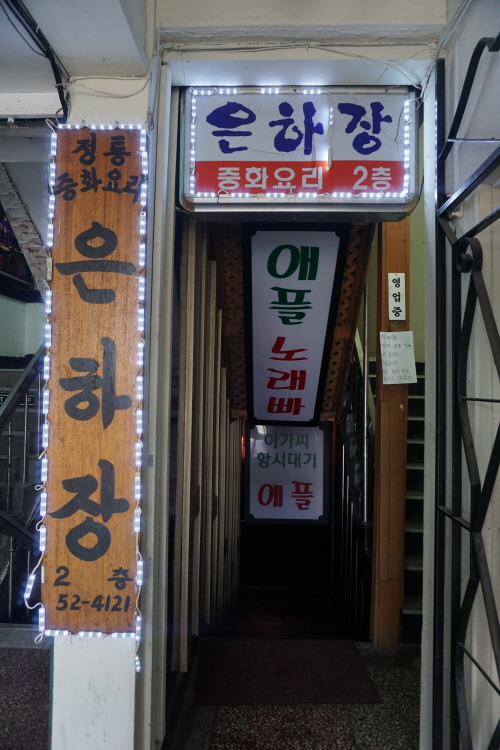 정통
중화요리
은하장
2층
52-4121
은하장
중화요리 2층
애플 노래빠
아가씨
항시대기
애플
영업중